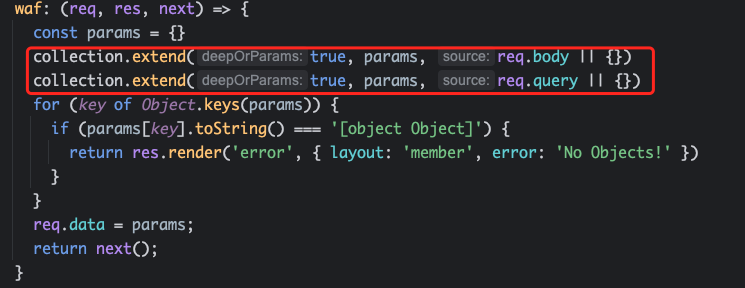 waf: (req, res, next) => {
const params = {}
collection.extend( deepOrParams: true, params, source: req.body || {})
collection.extend( deepOrParams: true, params, source: req.query || {})
for (key of Object.keys(params)) {
if (params[key].toString() === '[object Object]') {
return res.render('error', { layout: 'member', error: 'No Objects!' })
}
}
req.data = params;
return next();
}